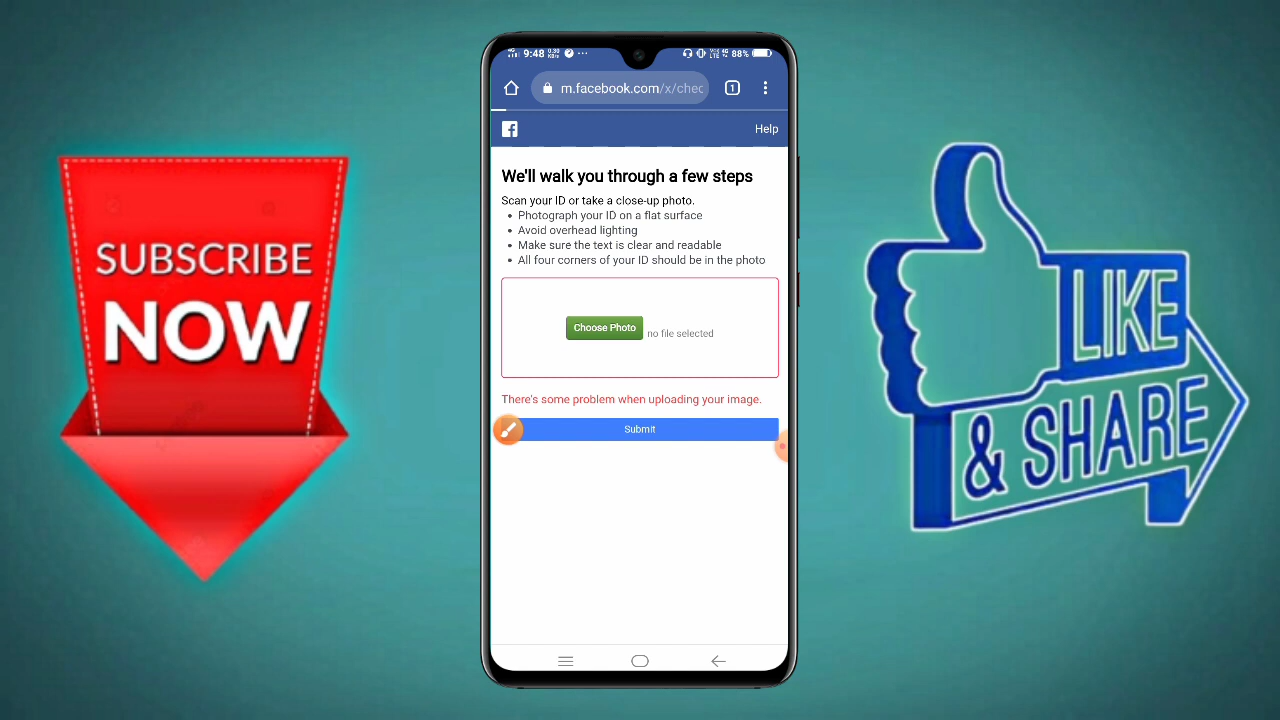 SUBSCRIBE
NOW
9:48
88%
m.facebook.com/x/chec
1
Help
We'll walk you through a few steps
Scan your ID or take a close-up photo.
• Photograph your ID on a flat surface
• Avoid overhead lighting
• Make sure the text is clear and readable
• All four corners of your ID should be in the photo
Choose Photo no file selected
There's some problem when uploading your image.
Submit
LIKE
& SHARE